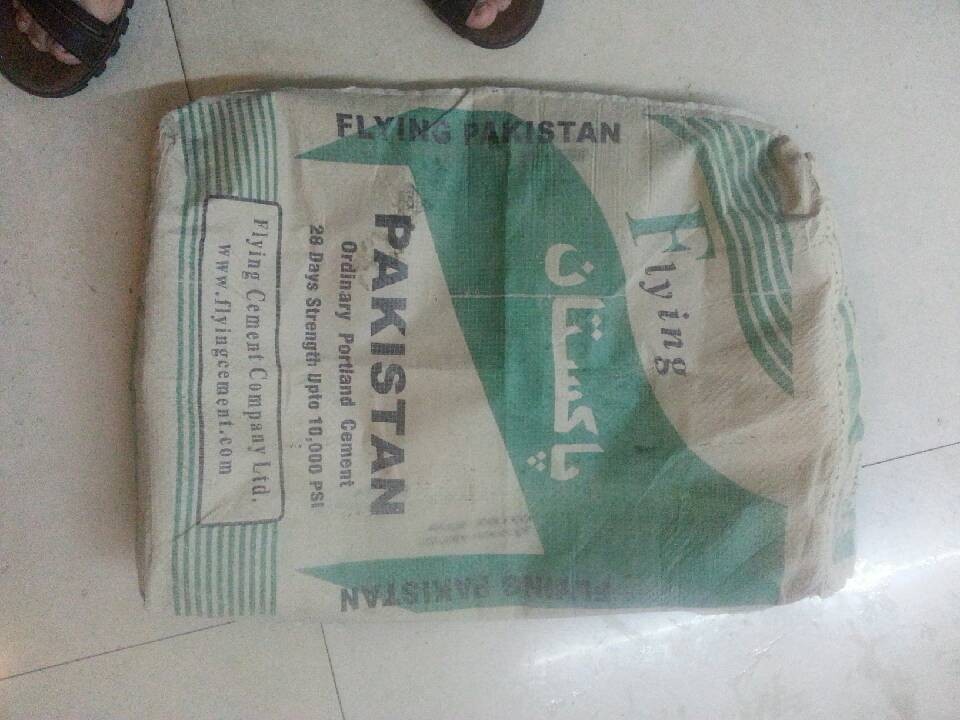 FLYING PAKISTAN
Flying
پاکستان
PAKISTAN
Ordinary Portland Cement
28 Days Strength Upto 10,000 PSI
Flying Cement Company Ltd.
www.flyingcement.com
FLYING PAKISTAN